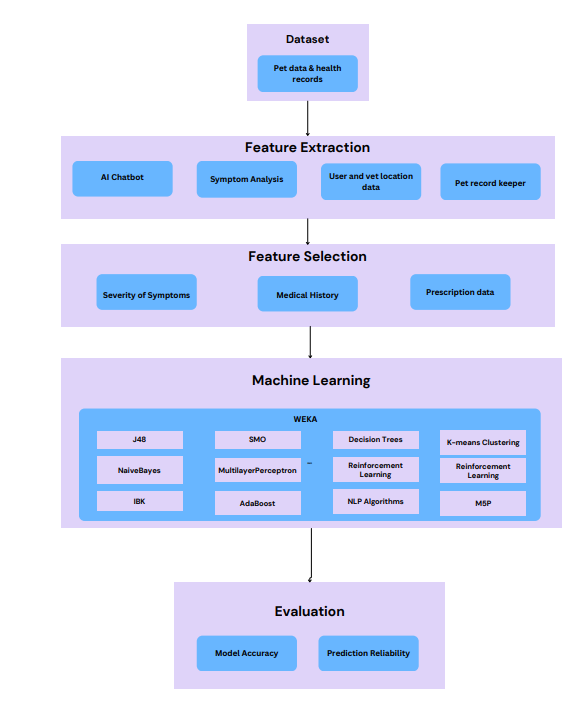 Dataset
Pet data & health
records
Feature Extraction
AI Chatbot
Symptom Analysis
User and vet location
data
Pet record keeper
Feature Selection
Severity of Symptoms
Medical History
Prescription data
Machine Learning
WEKA
J48
SMO
Decision Trees
K-means Clustering
NaiveBayes
MultilayerPerceptron
Reinforcement
Learning
Reinforcement
Learning
IBK
AdaBoost
NLP Algorithms
M5P
Evaluation
Model Accuracy
Prediction Reliability